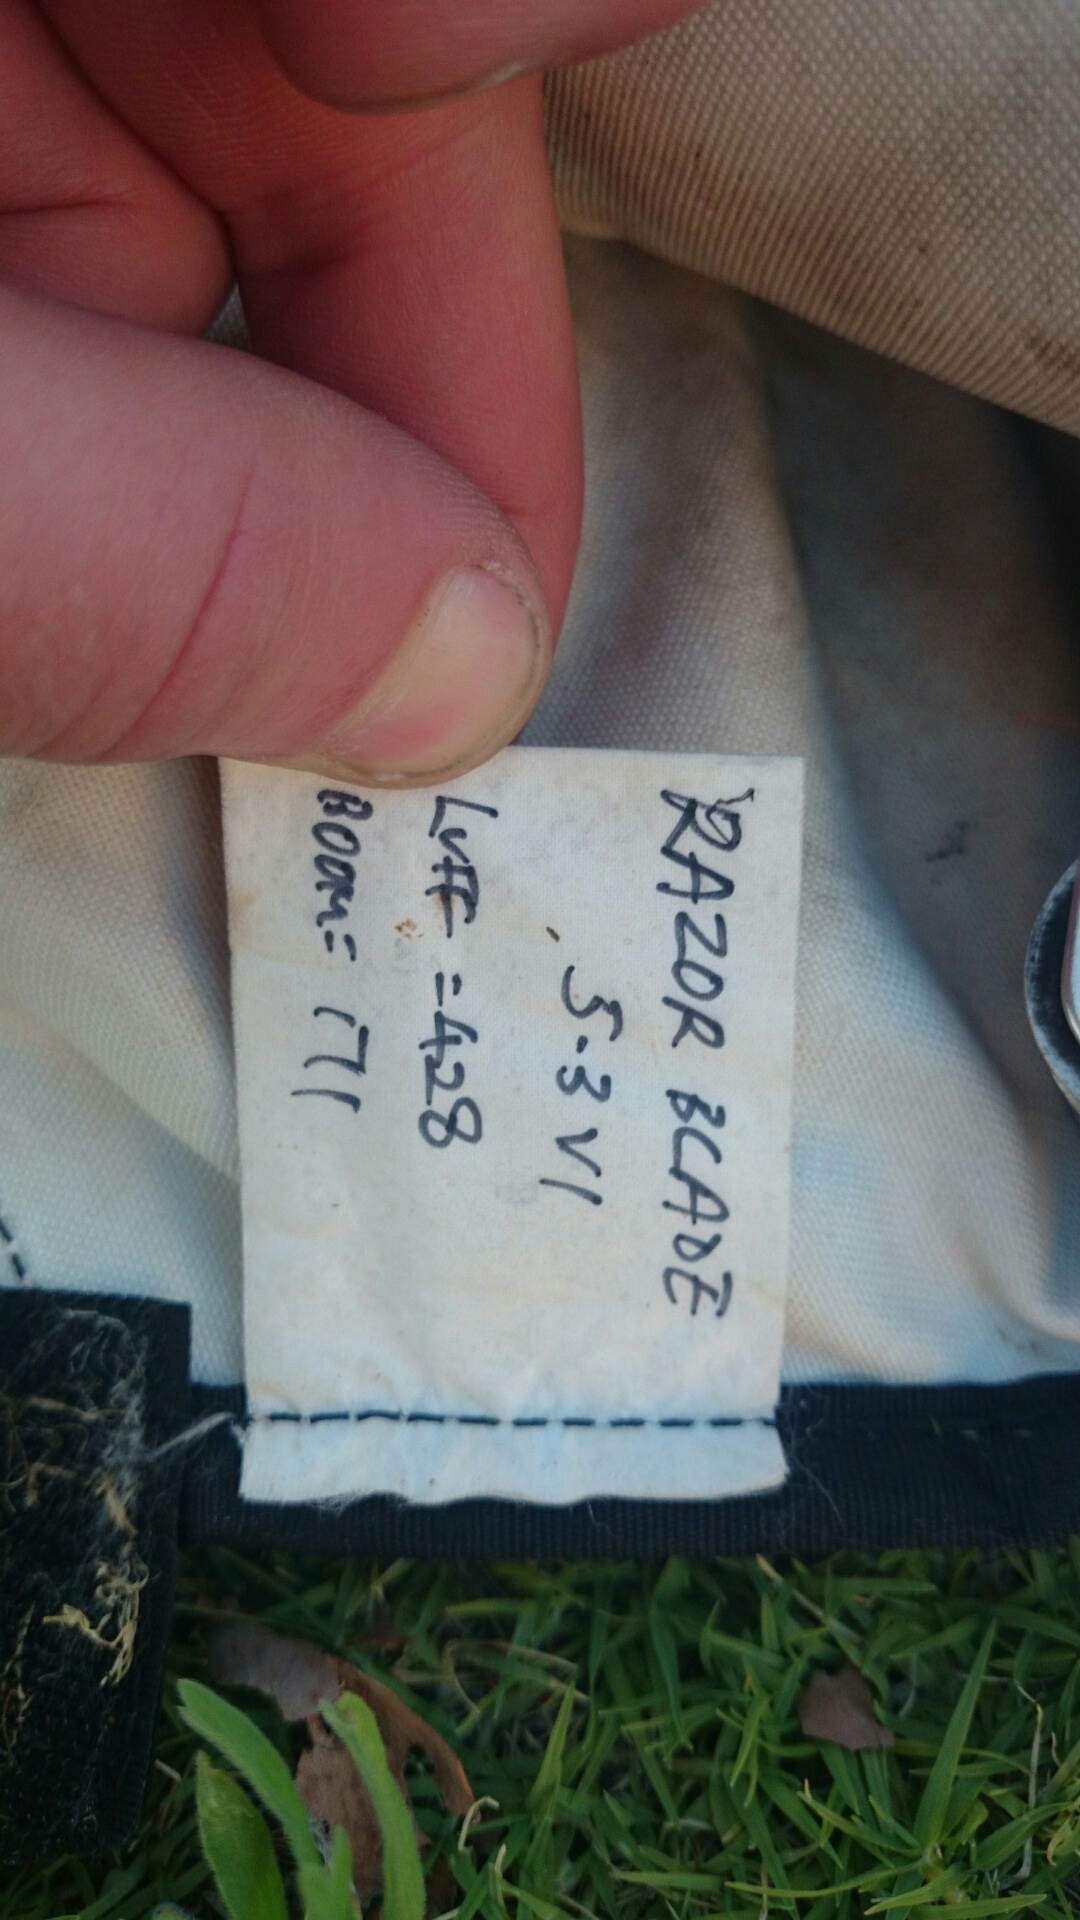 RAZOR BLADE
5.3 V1
LUFF = 428
BOOM = 171